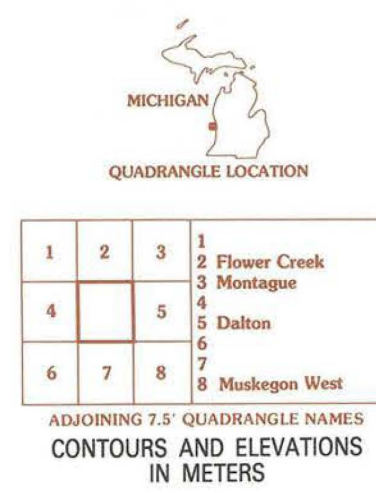 MICHIGAN
QUADRANGLE LOCATION
1 2 3
4 5
6 7 8
1
2 Flower Creek
3 Montague
4
5 Dalton
6
7
8 Muskegon West
ADJOINING 7.5' QUADRANGLE NAMES
CONTOURS AND ELEVATIONS
IN METERS